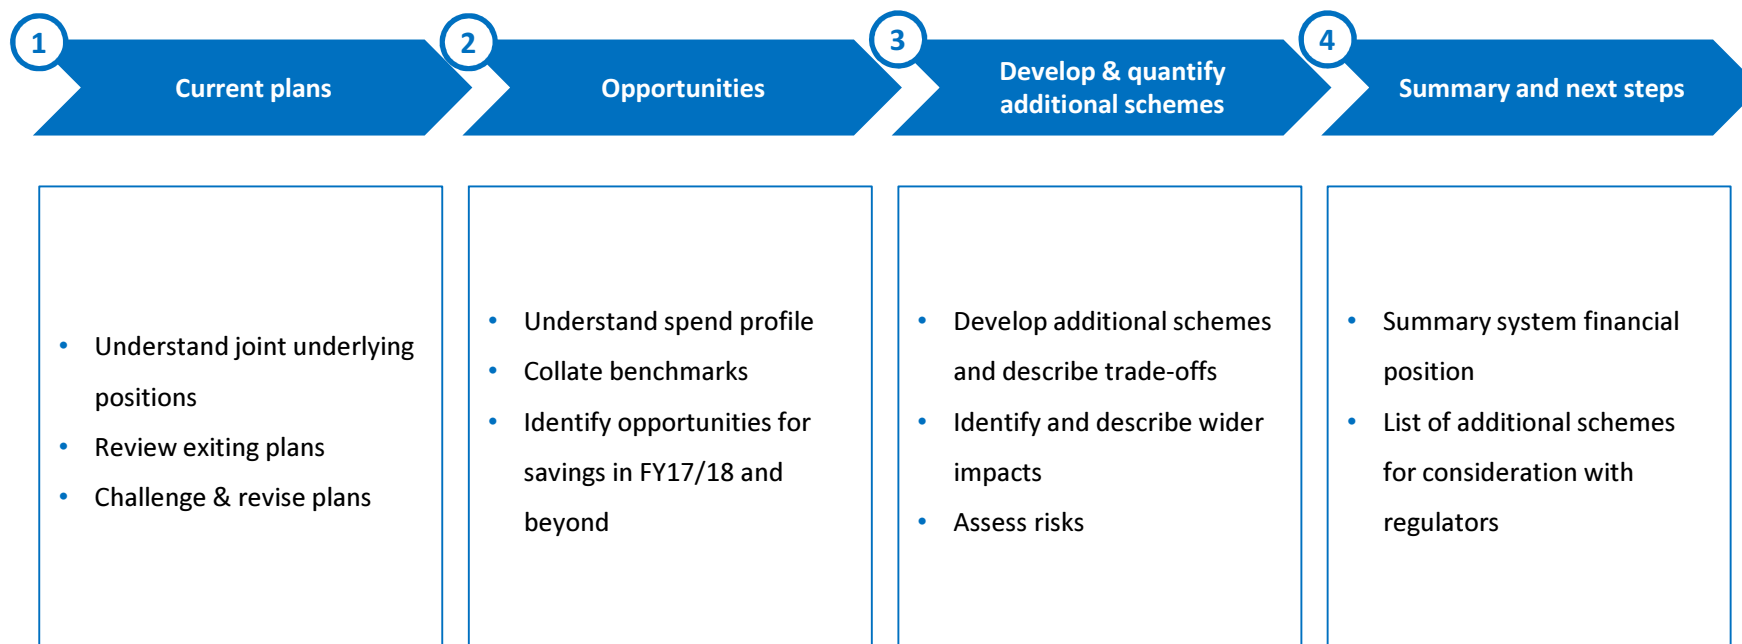 1
Current plans
2
Opportunities
3
Develop & quantify
additional schemes
4
Summary and next steps
• Understand joint underlying
positions
• Review exiting plans
• Challenge & revise plans
• Understand spend profile
• Collate benchmarks
• Identify opportunities for
savings in FY17/18 and
beyond
• Develop additional schemes
and describe trade-offs
• Identify and describe wider
impacts
• Assess risks
• Summary system financial
position
• List of additional schemes
for consideration with
regulators